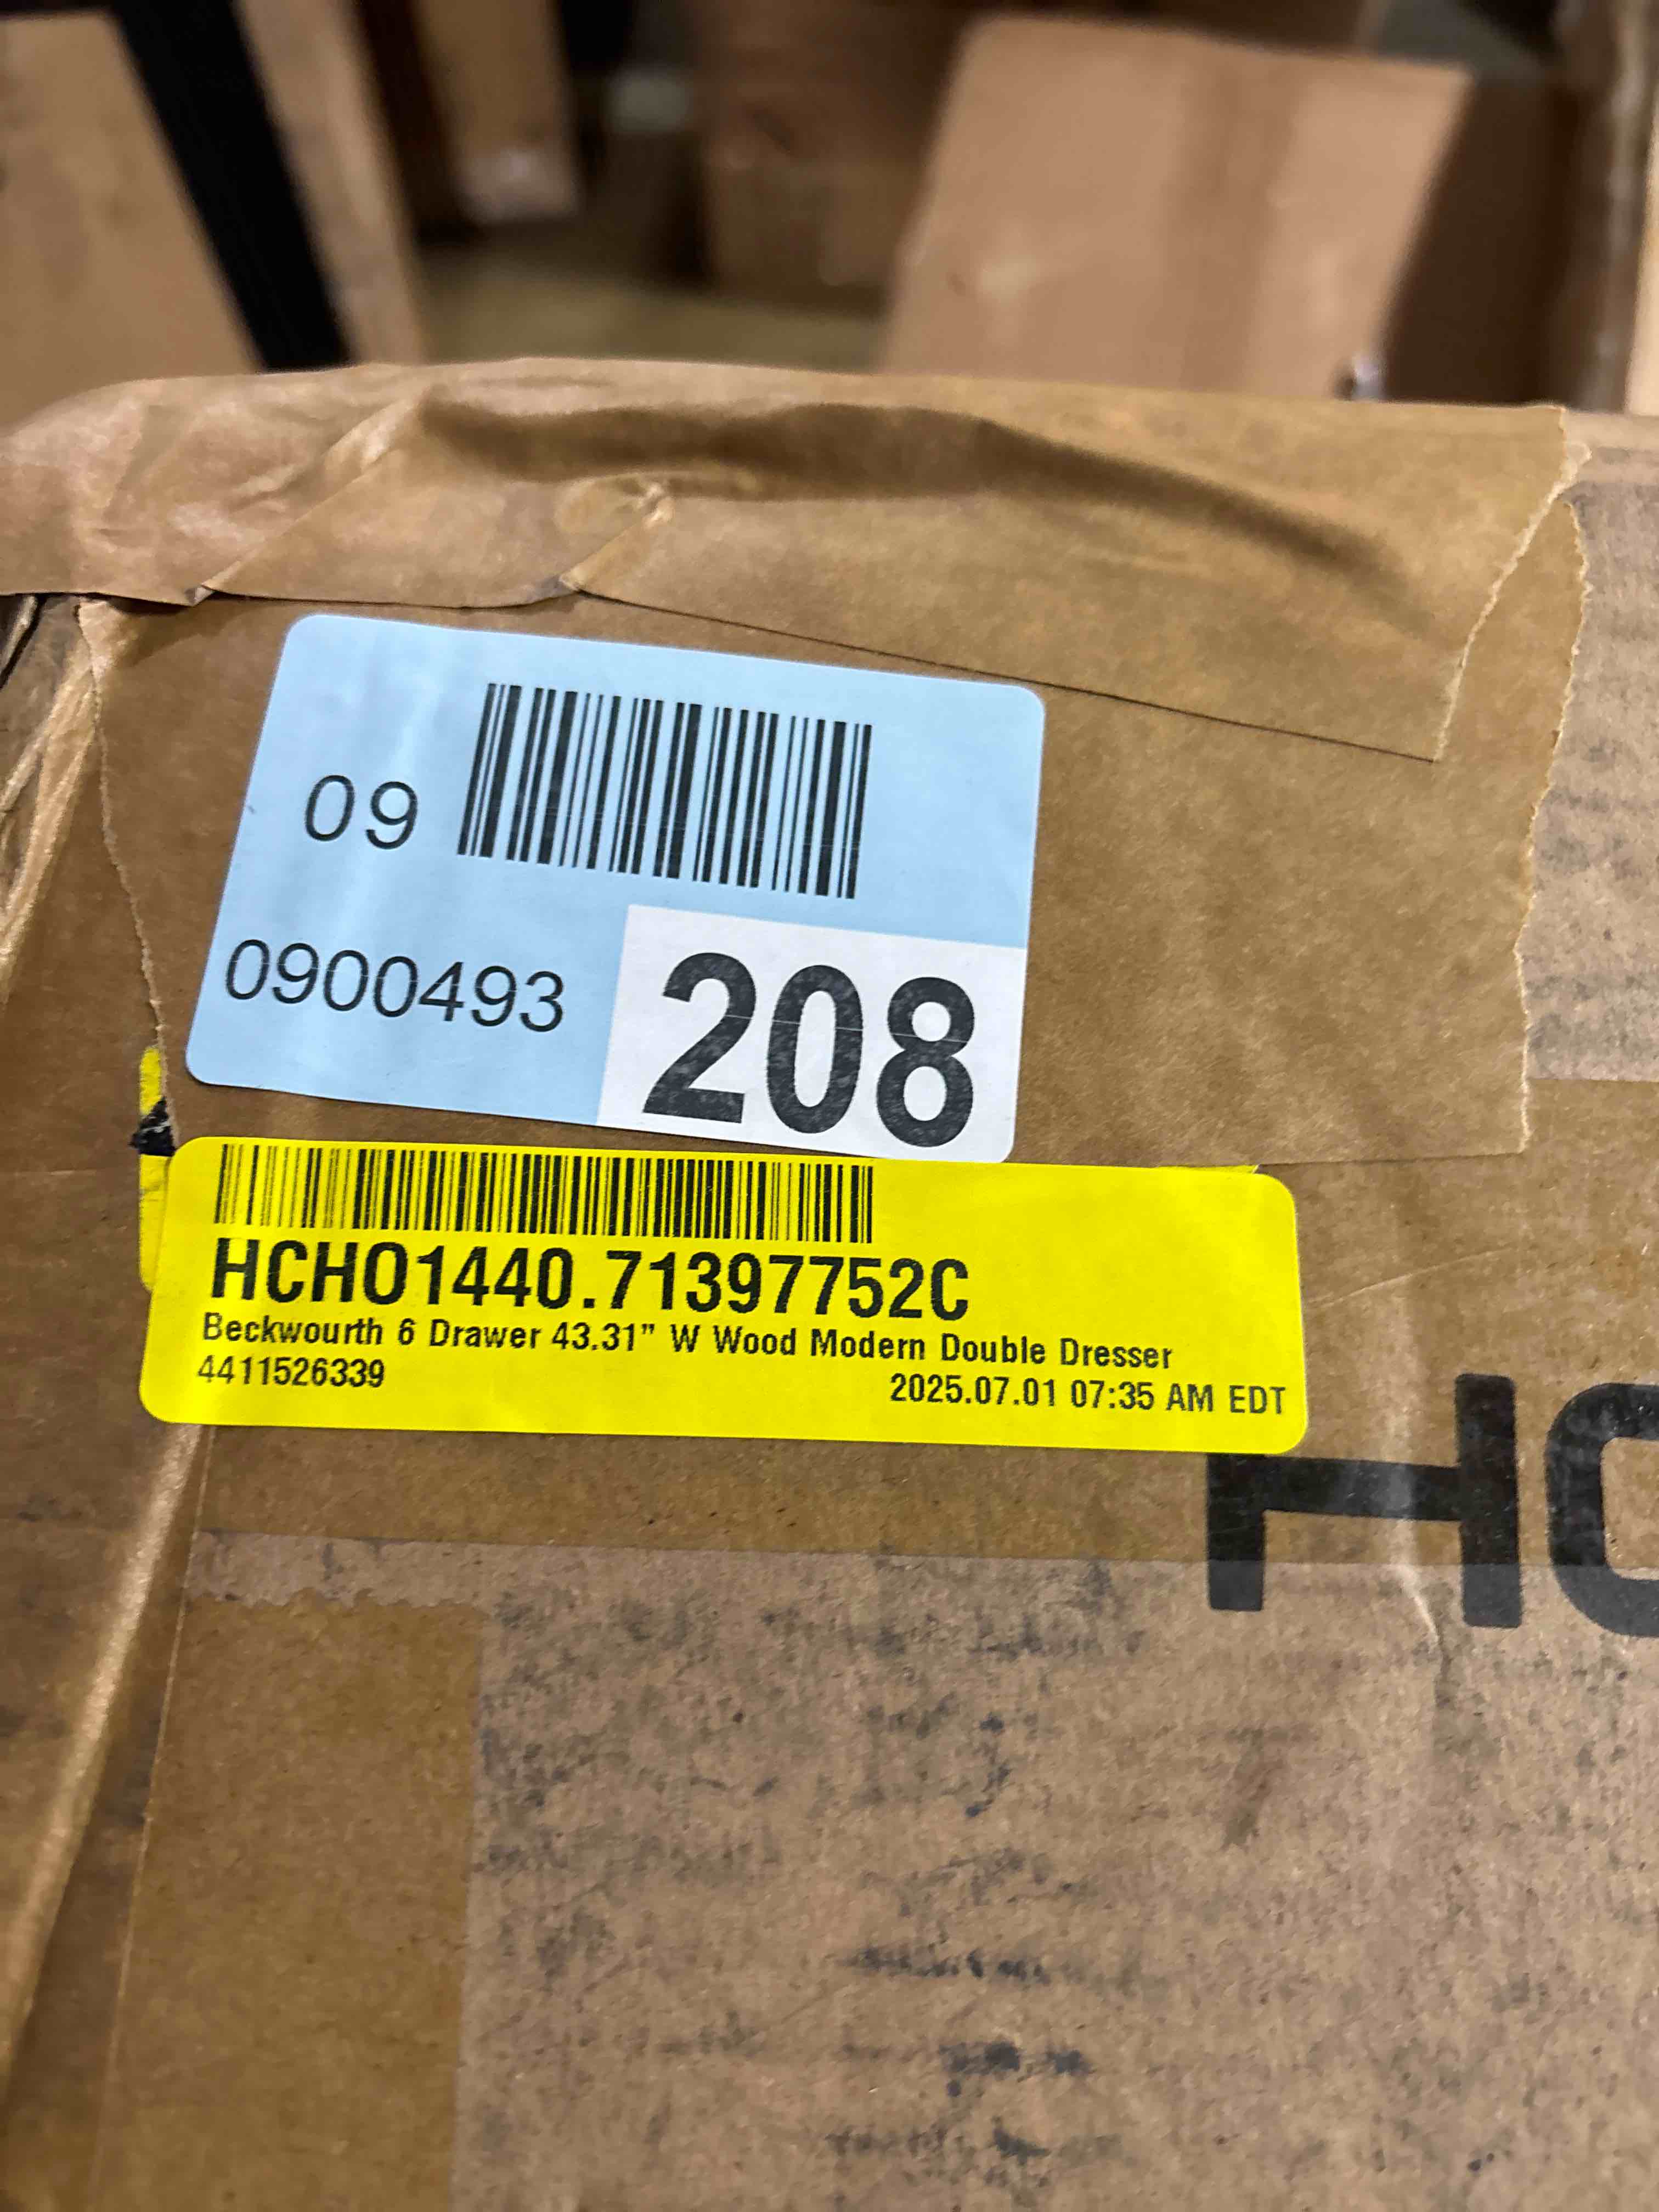 09
0900493
208
HCHO1440.71397752C
Beckwourth 6 Drawer 43.31" W Wood Modern Double Dresser
4411526339
2025.07.01 07:35 AM EDT